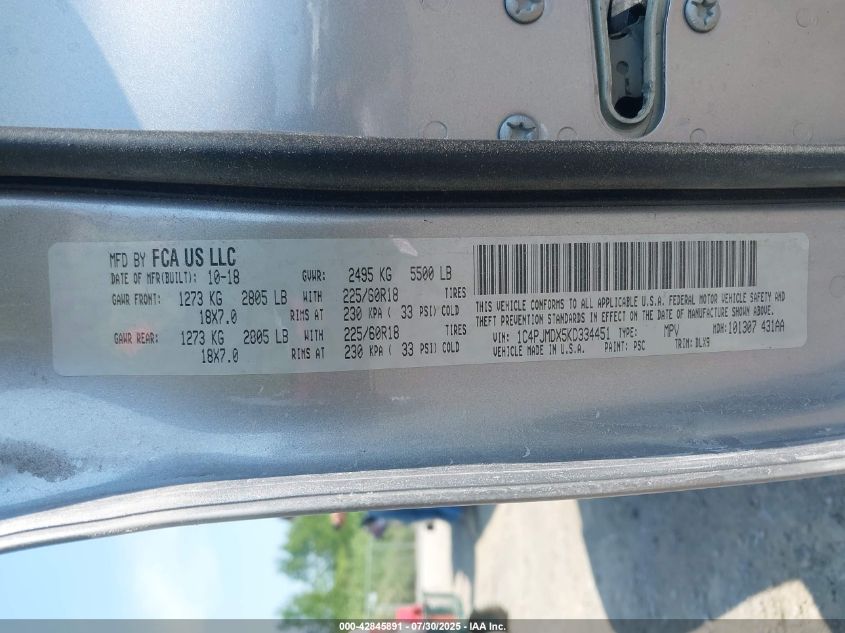 MFD BY FCA US LLC
DATE OF MFR(BUILT): 10-18 GVWR: 2495 KG 5500 LB
GAWR FRONT: 1273 KG 2805 LB WITH 225/60R18 TIRES
18X7.0 RIMS AT 230 KPA ( 33 PSI) COLD
GAWR REAR: 1273 KG 2805 LB WITH 225/60R18 TIRES
18X7.0 RIMS AT 230 KPA ( 33 PSI) COLD
THIS VEHICLE CONFORMS TO ALL APPLICABLE U.S.A. FEDERAL MOTOR VEHICLE SAFETY AND
THEFT PREVENTION STANDARDS IN EFFECT ON THE DATE OF MANUFACTURE SHOWN ABOVE.
VIN: 1C4PJMDX5KD334451 TYPE: MPV MDH: 101307 431AA
VEHICLE MADE IN U.S.A. PAINT: PSC TRIM: DLX9
000-42845891 - 07/30/2025 - IAA Inc.